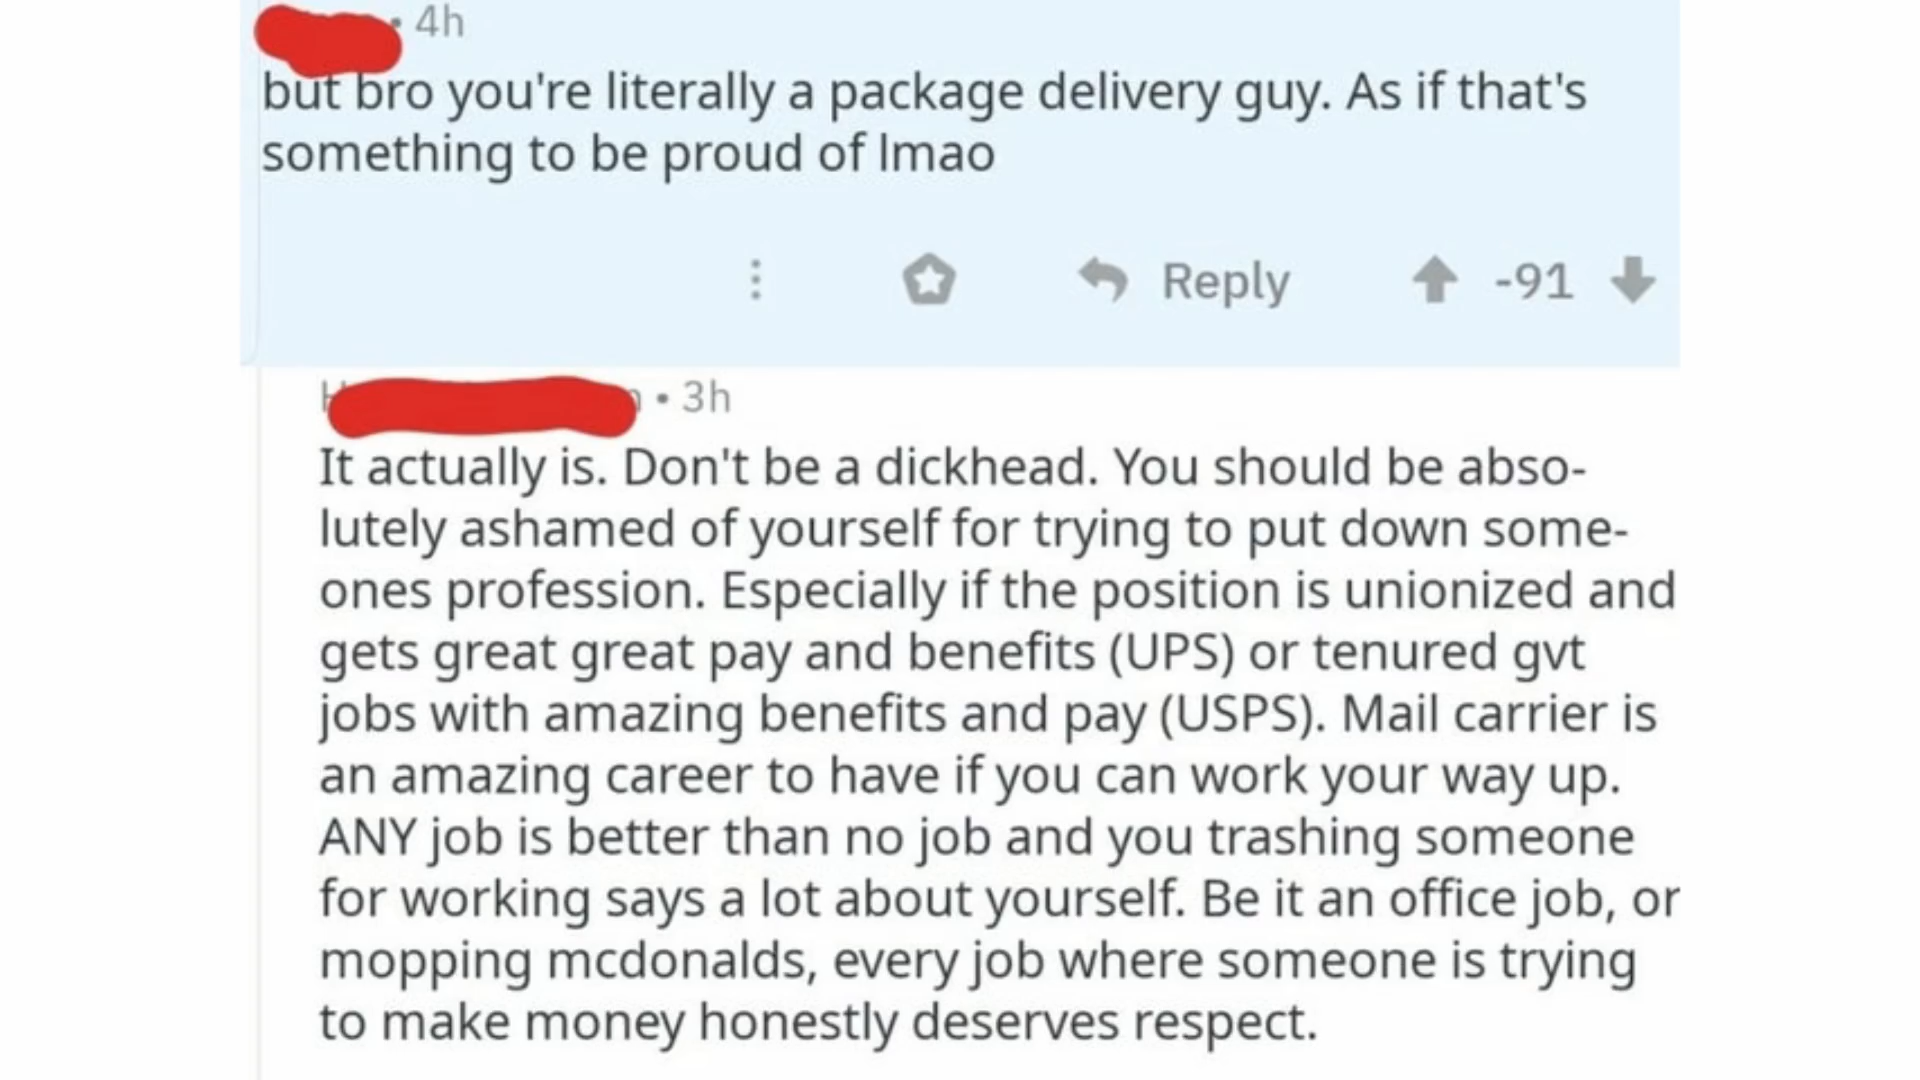 • 4h
but bro you're literally a package delivery guy. As if that's
something to be proud of lmao
Reply -91
• 3h
It actually is. Don't be a dickhead. You should be abso-
lutely ashamed of yourself for trying to put down some-
ones profession. Especially if the position is unionized and
gets great great pay and benefits (UPS) or tenured gvt
jobs with amazing benefits and pay (USPS). Mail carrier is
an amazing career to have if you can work your way up.
ANY job is better than no job and you trashing someone
for working says a lot about yourself. Be it an office job, or
mopping mcdonalds, every job where someone is trying
to make money honestly deserves respect.